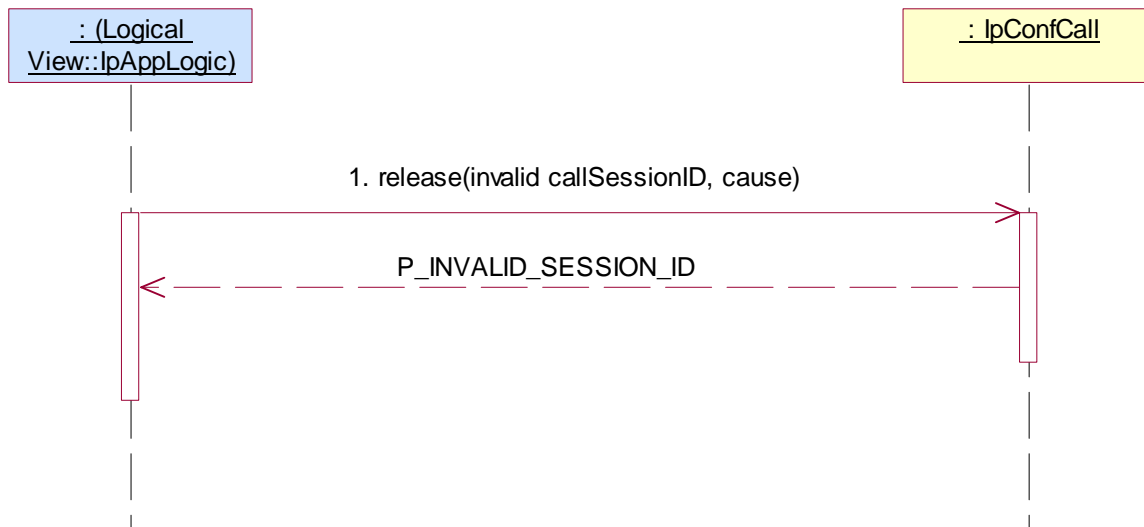 : (Logical
View::IpAppLogic)
: IpConfCall
1. release(invalid callSessionID, cause)
P_INVALID_SESSION_ID